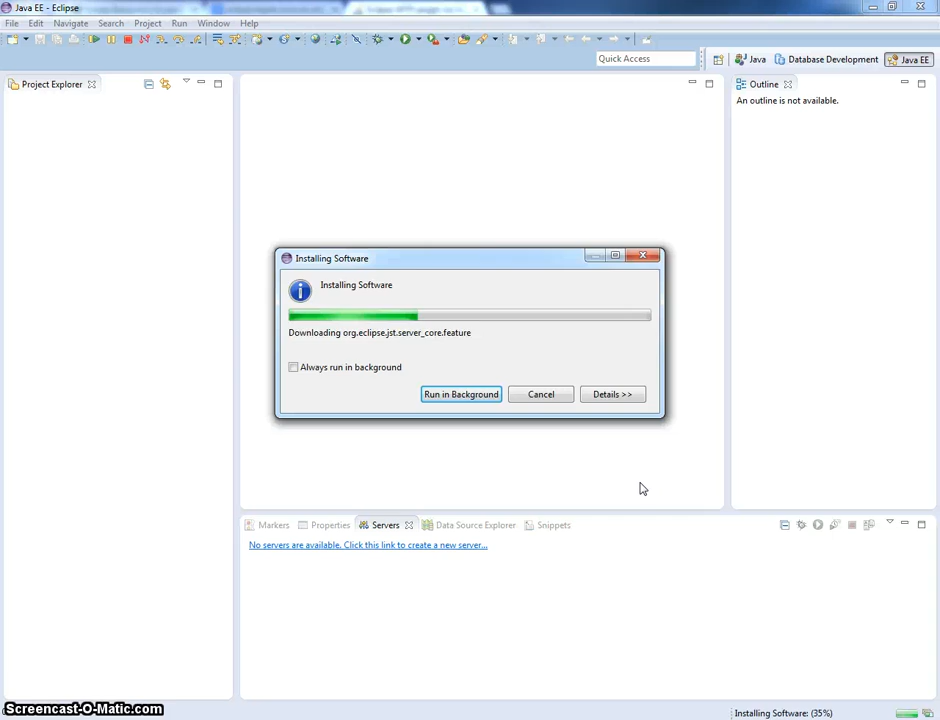 Java EE - Eclipse
File Edit Navigate Search Project Run Window Help
Quick Access
Java
Database Development
Java EE
Project Explorer
Outline
An outline is not available.
Installing Software
Installing Software
Downloading org.eclipse.jst.server_core.feature
Always run in background
Run in Background
Cancel
Details >>
Markers
Properties
Servers
Data Source Explorer
Snippets
No servers are available. Click this link to create a new server...
Screencast-O-Matic.com
Installing Software: (35%)